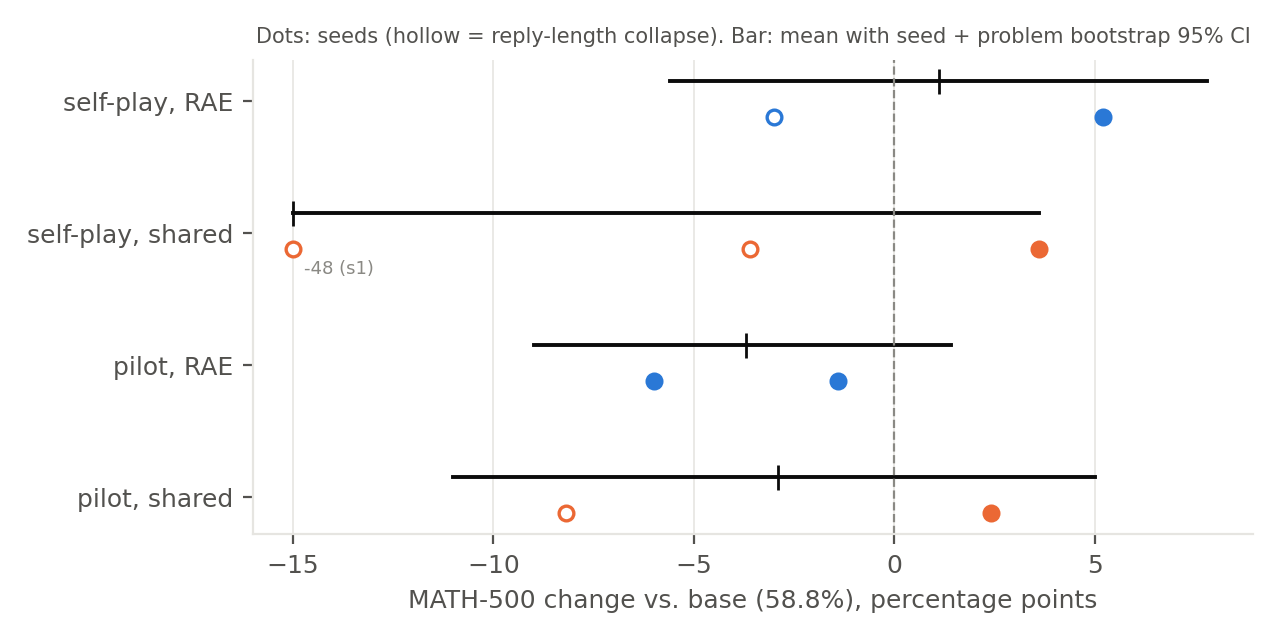 Dots: seeds (hollow = reply-length collapse). Bar: mean with seed + problem bootstrap 95% CI
self-play, RAE
self-play, shared
-48 (s1)
pilot, RAE
pilot, shared
−15 −10 −5 0 5
MATH-500 change vs. base (58.8%), percentage points